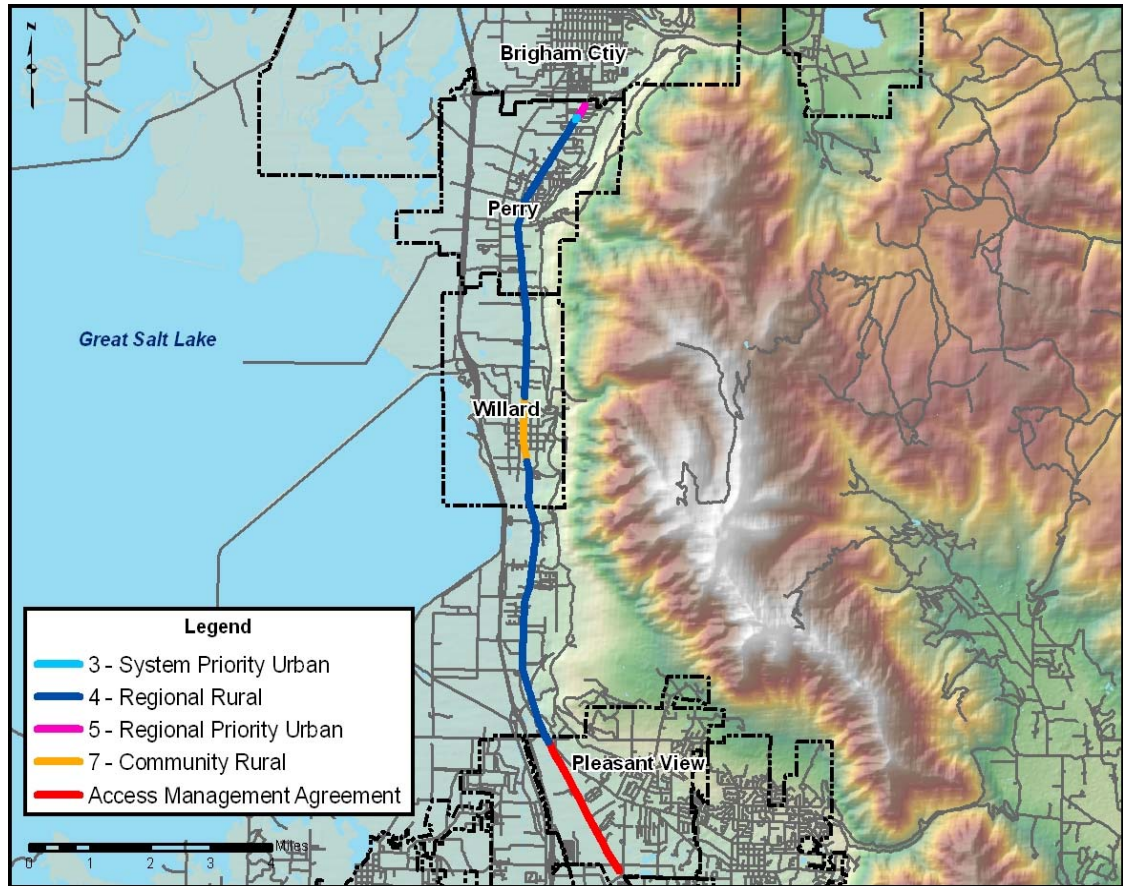 N
Brigham Ctiy
Perry
Great Salt Lake
Willard
Pleasant View
Legend
3 - System Priority Urban
4 - Regional Rural
5 - Regional Priority Urban
7 - Community Rural
Access Management Agreement
Miles
0 1 2 3 4